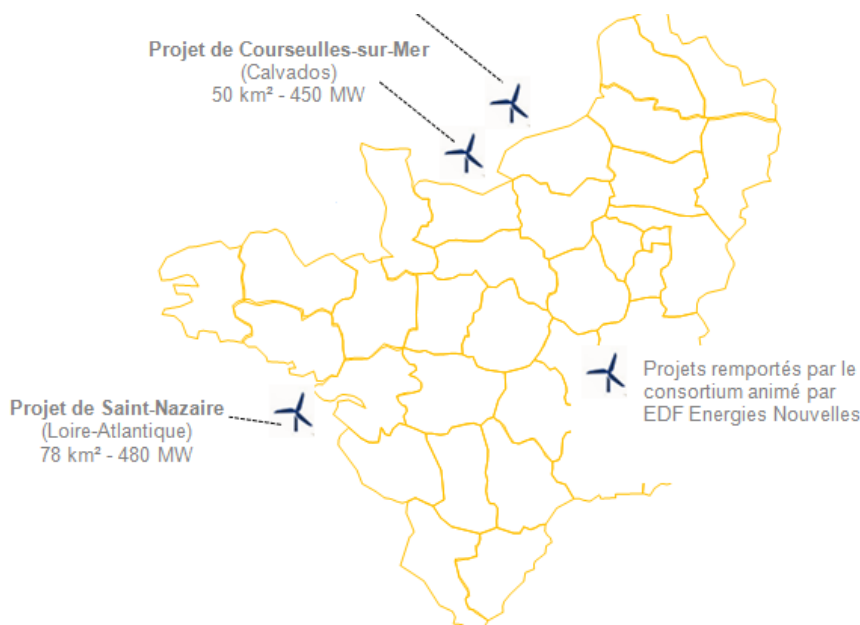 Projet de Courseulles-sur-Mer
(Calvados)
50 km² - 450 MW
Projets remportés par le
consortium animé par
EDF Energies Nouvelles
Projet de Saint-Nazaire
(Loire-Atlantique)
78 km² - 480 MW